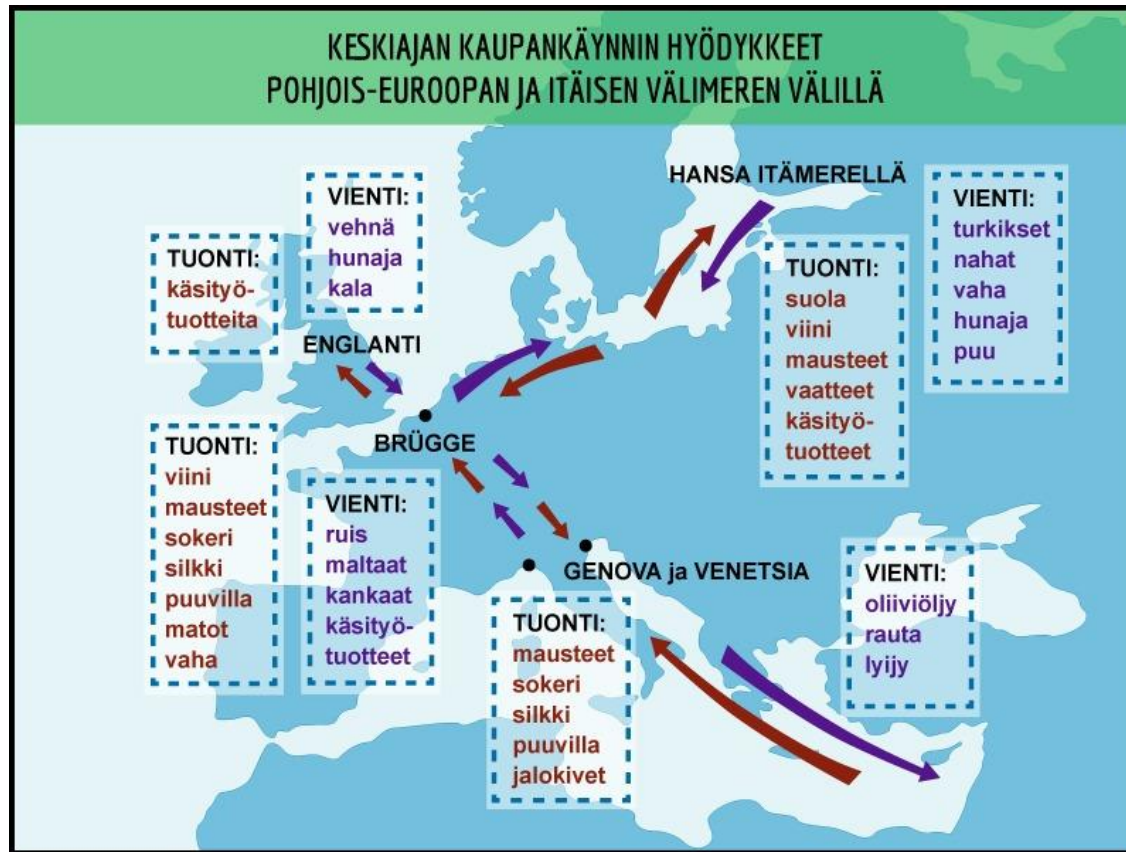 KESKIAJAN KAUPANKÄYNNIN HYÖDYKKEET
POHJOIS-EUROOPAN JA ITÄISEN VÄLIMEREN VÄLILLÄ
HANSA ITÄMERELLÄ
VIENTI:
turkikset
nahat
vaha
hunaja
puu
TUONTI:
suola
viini
mausteet
vaatteet
käsityö-
tuotteet
VIENTI:
vehnä
hunaja
kala
TUONTI:
käsityö-
tuotteita
ENGLANTI
BRÜGGE
TUONTI:
viini
mausteet
sokeri
silkki
puuvilla
matot
vaha
VIENTI:
ruis
maltaat
kankaat
käsityö-
tuotteet
GENOVA ja VENETSIA
TUONTI:
mausteet
sokeri
silkki
puuvilla
jalokivet
VIENTI:
oliiviöljy
rauta
lyijy